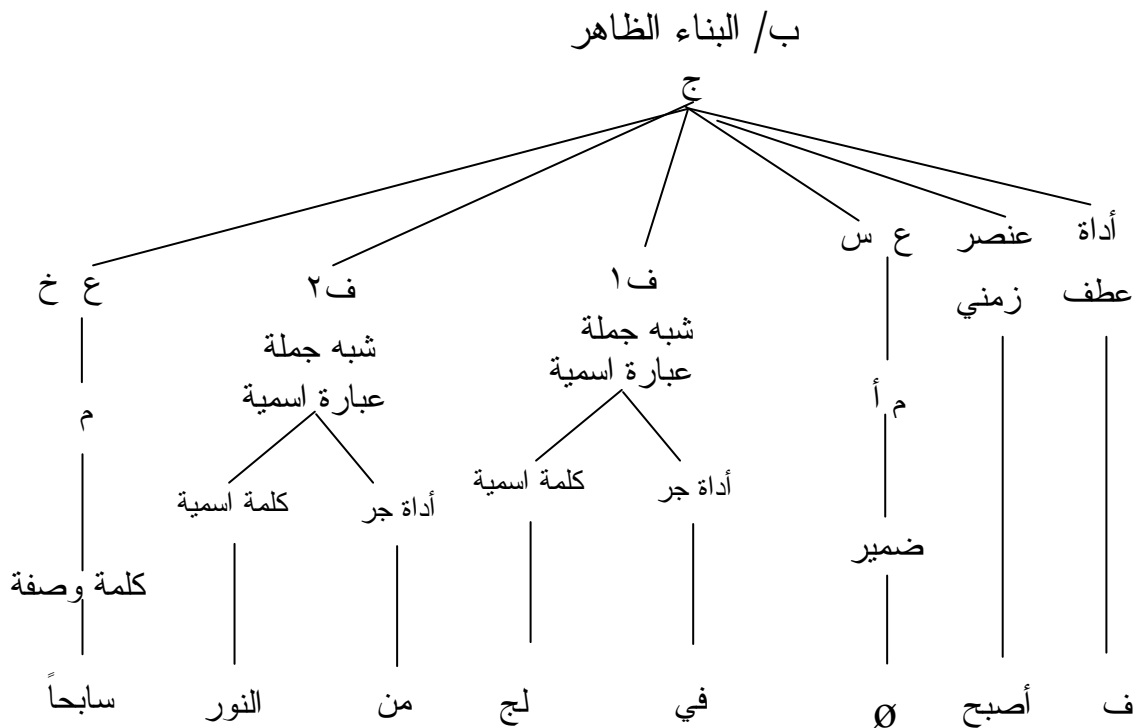 ب/ البناء الظاهر
ج
أداة عنصر ع س ف١ ف٢ ع خ
عطف زمني شبه جملة شبه جملة
عبارة اسمية عبارة اسمية
م أ م
أداة جر كلمة اسمية أداة جر كلمة اسمية
ضمير كلمة وصفة
ف أصبح Ø في لج من النور سابحاً